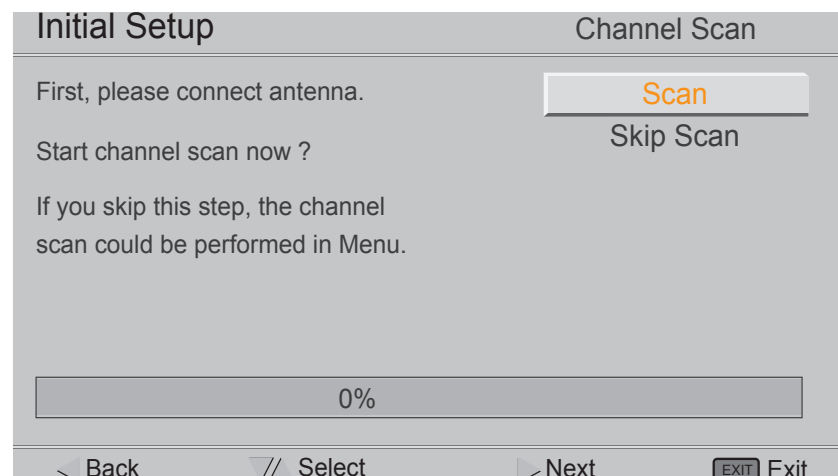 Initial Setup
Channel Scan
First, please connect antenna.
Scan
Skip Scan
Start channel scan now ?
If you skip this step, the channel
scan could be performed in Menu.
0%
Back
Select
Next
EXIT Exit